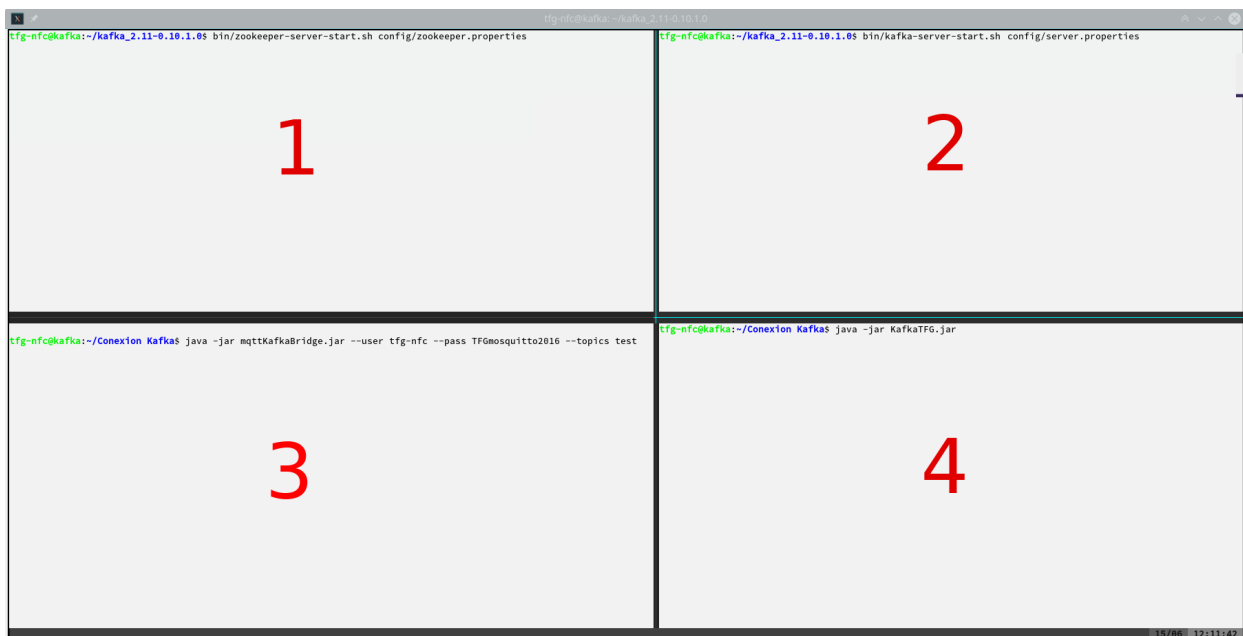 tfg-nfc@kafka: ~/kafka_2.11-0.10.1.0
tfg-nfc@kafka:~/kafka_2.11-0.10.1.0$ bin/zookeeper-server-start.sh config/zookeeper.properties
1
tfg-nfc@kafka:~/kafka_2.11-0.10.1.0$ bin/kafka-server-start.sh config/server.properties
2
tfg-nfc@kafka:~/Conexion Kafka$ java -jar mqttKafkaBridge.jar --user tfg-nfc --pass TFGmosquitto2016 --topics test
3
tfg-nfc@kafka:~/Conexion Kafka$ java -jar KafkaTFG.jar
4
15/06 12:11:42